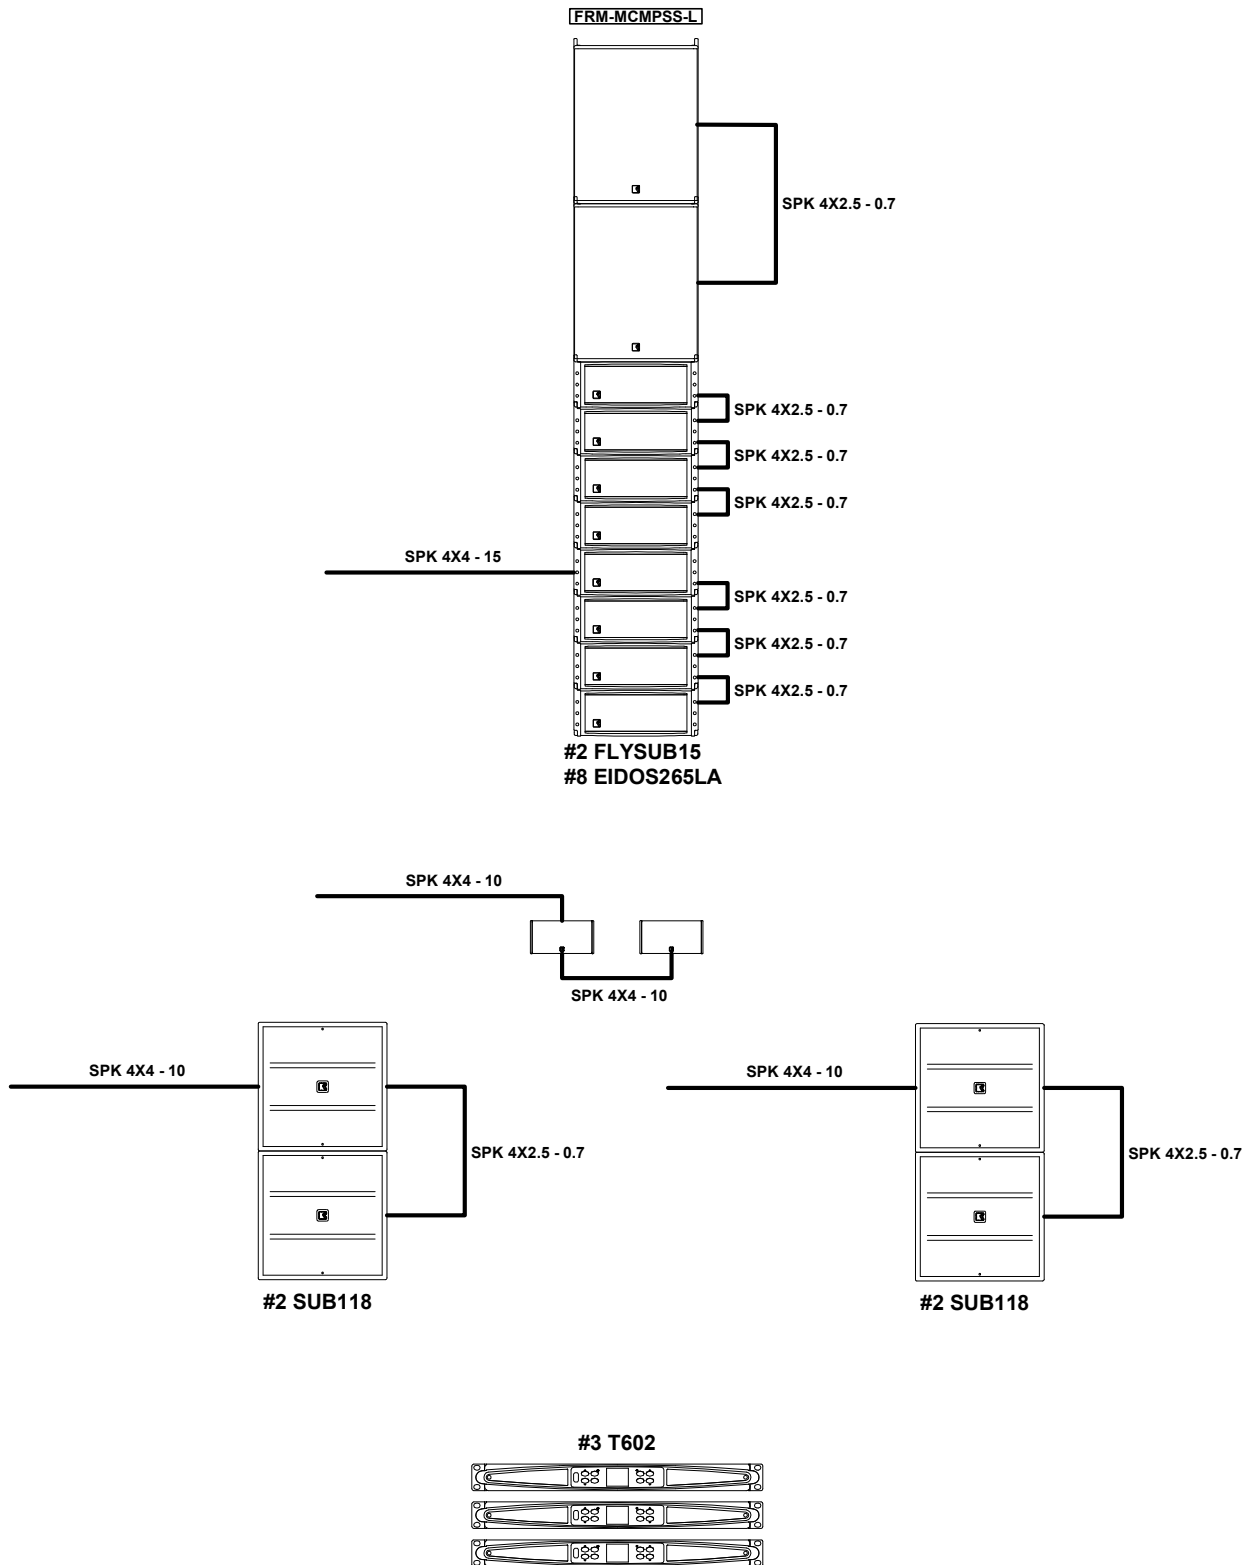 FRM-MCMPSS-L
SPK 4X2.5 - 0.7
SPK 4X2.5 - 0.7
SPK 4X2.5 - 0.7
SPK 4X2.5 - 0.7
SPK 4X4 - 15
SPK 4X2.5 - 0.7
SPK 4X2.5 - 0.7
SPK 4X2.5 - 0.7
#2 FLYSUB15
#8 EIDOS265LA
SPK 4X4 - 10
SPK 4X4 - 10
SPK 4X4 - 10
SPK 4X4 - 10
SPK 4X2.5 - 0.7
SPK 4X2.5 - 0.7
#2 SUB118
#2 SUB118
#3 T602